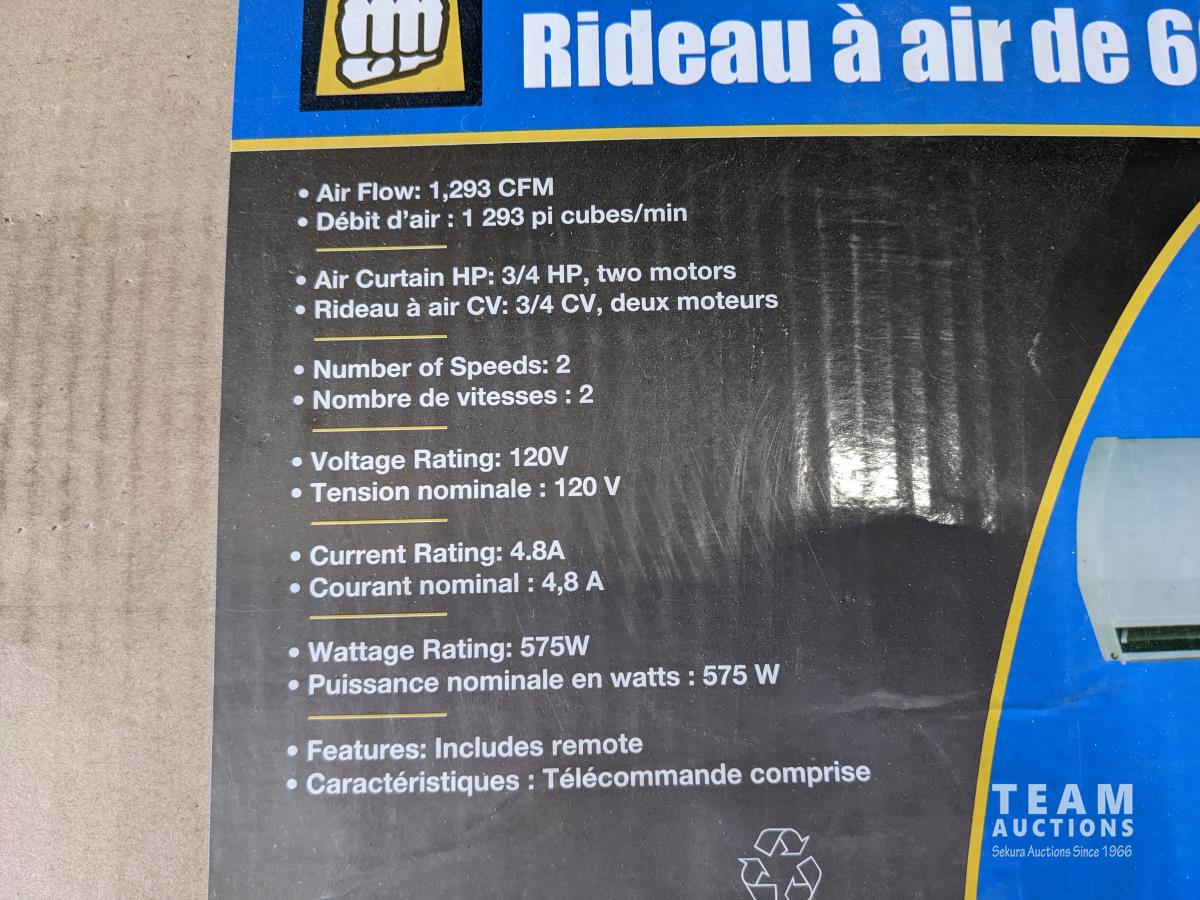 Rideau à air de 6
• Air Flow: 1,293 CFM
• Débit d'air : 1 293 pi cubes/min
• Air Curtain HP: 3/4 HP, two motors
• Rideau à air CV: 3/4 CV, deux moteurs
• Number of Speeds: 2
• Nombre de vitesses : 2
• Voltage Rating: 120V
• Tension nominale : 120 V
• Current Rating: 4.8A
• Courant nominal : 4,8 A
• Wattage Rating: 575W
• Puissance nominale en watts : 575 W
• Features: Includes remote
• Caractéristiques : Télécommande comprise
TEAM
AUCTIONS
Sekura Auctions Since 1966